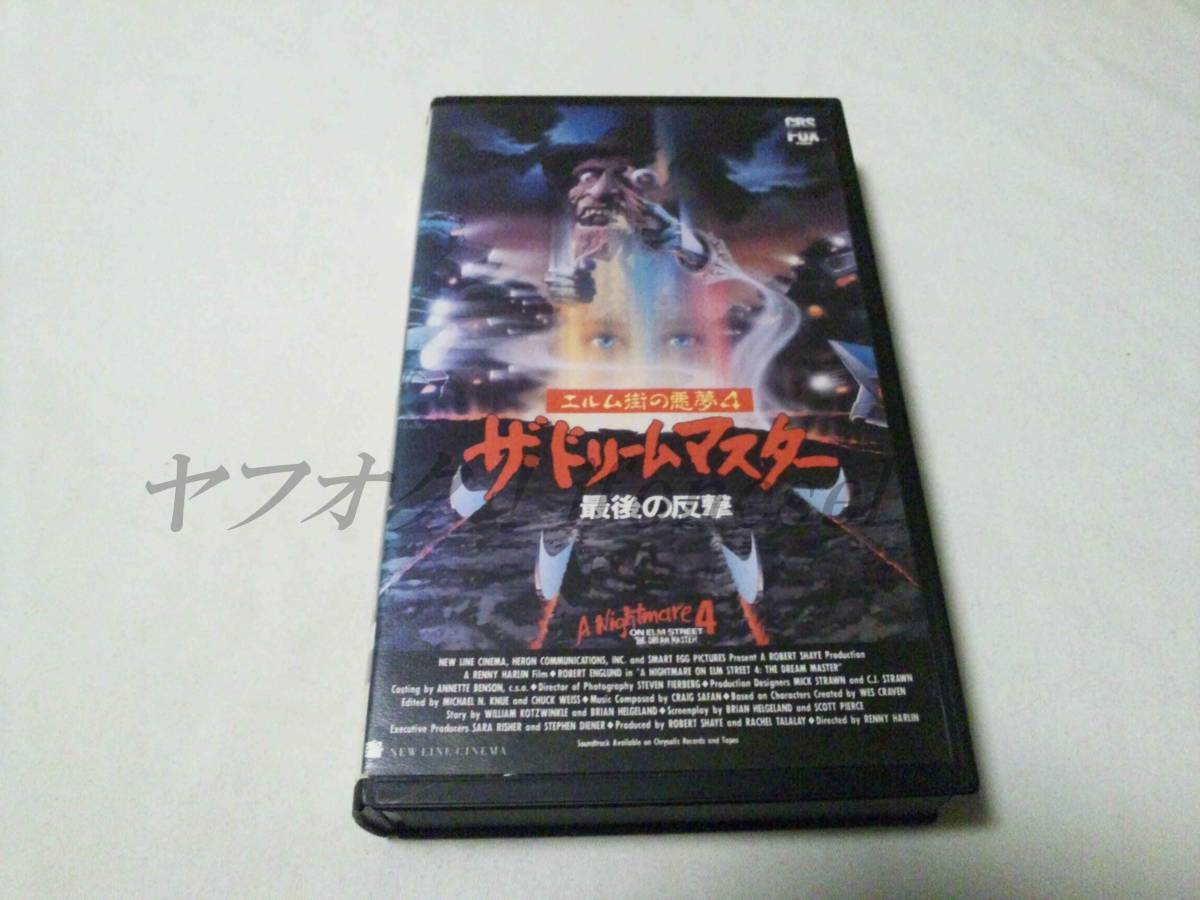 CBS
FOX
エルム街の悪夢4
ザ・ドリームマスター
最後の反撃
ヤフオク!
A Nightmare 4
ON ELM STREET
THE DREAM MASTER
NEW LINE CINEMA, HERON COMMUNICATIONS, INC. and SMART EGG PICTURES Present A ROBERT SHAYE Production
A RENNY HARLIN Film◆ROBERT ENGLUND in "A NIGHTMARE ON ELM STREET 4: THE DREAM MASTER"
Casting by ANNETTE BENSON, c.s.a.◆Director of Photography STEVEN FIERBERG◆Production Designers MICK STRAWN and C.J. STRAWN
Edited by MICHAEL N. KNUE and CHUCK WEISS◆Music Composed by CRAIG SAFAN◆Based on Characters Created by WES CRAVEN
Story by WILLIAM KOTZWINKLE and BRIAN HELGELAND◆Screenplay by BRIAN HELGELAND and SCOTT PIERCE
Executive Producers SARA RISHER and STEPHEN DIENER◆Produced by ROBERT SHAYE and RACHEL TALALAY◆Directed by RENNY HARLIN
Soundtrack Available on Chrysalis Records and Tapes
NEW LINE CINEMA